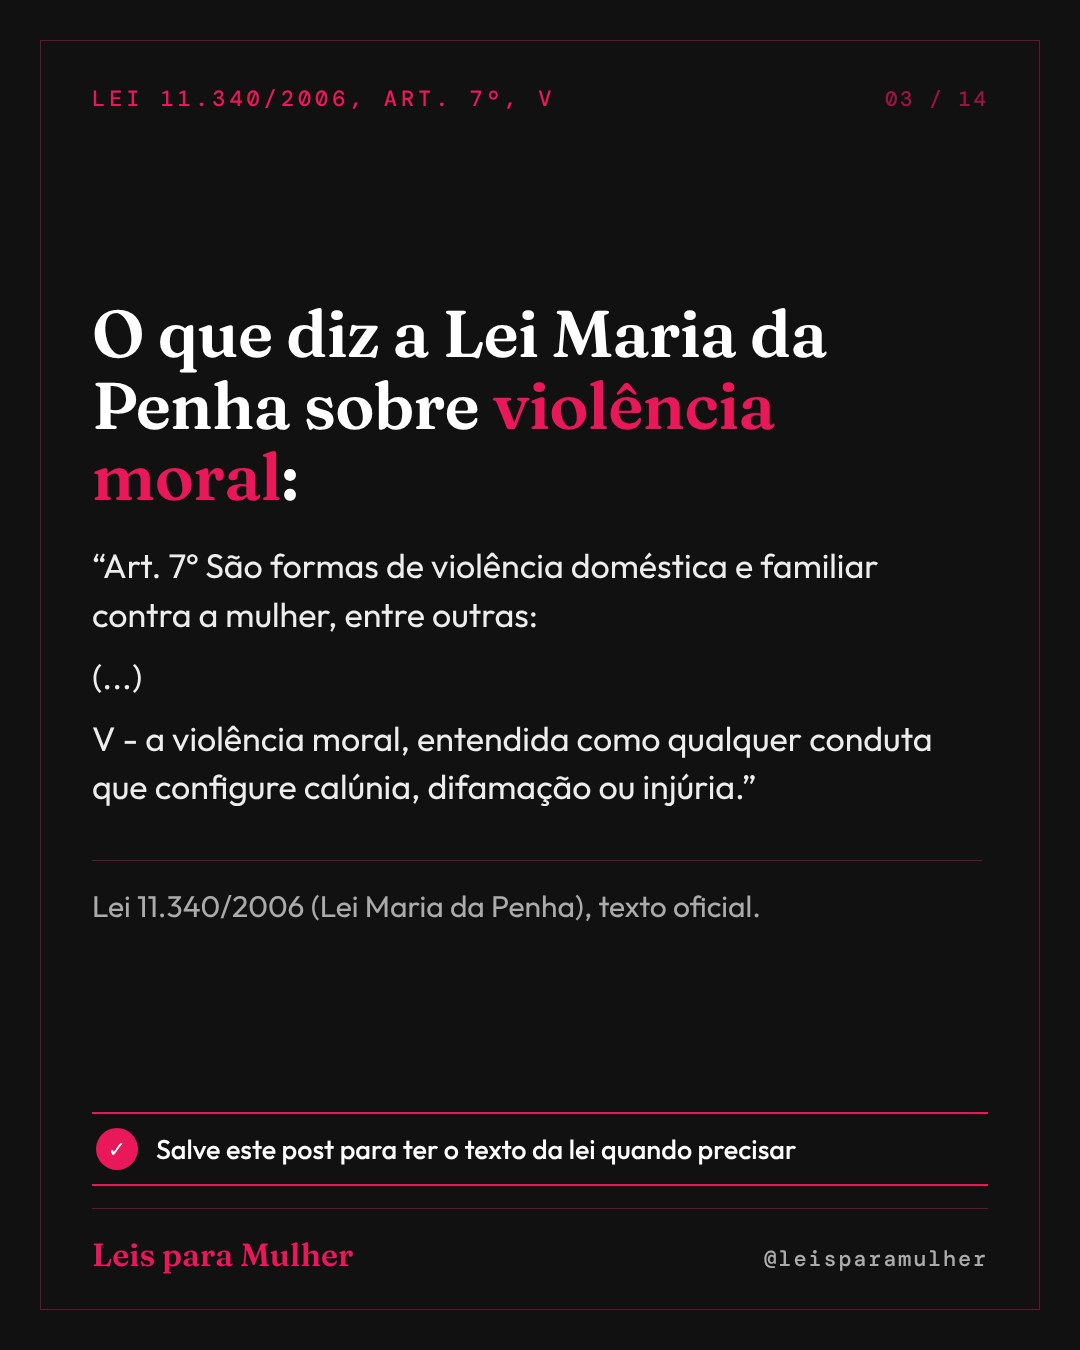 LEI 11.340/2006, ART. 7º, V
03 / 14
O que diz a Lei Maria da
Penha sobre violência
moral:
“Art. 7º São formas de violência doméstica e familiar
contra a mulher, entre outras:
(...)
V - a violência moral, entendida como qualquer conduta
que configure calúnia, difamação ou injúria.”
Lei 11.340/2006 (Lei Maria da Penha), texto oficial.
✓ Salve este post para ter o texto da lei quando precisar
Leis para Mulher
@leisparamulher